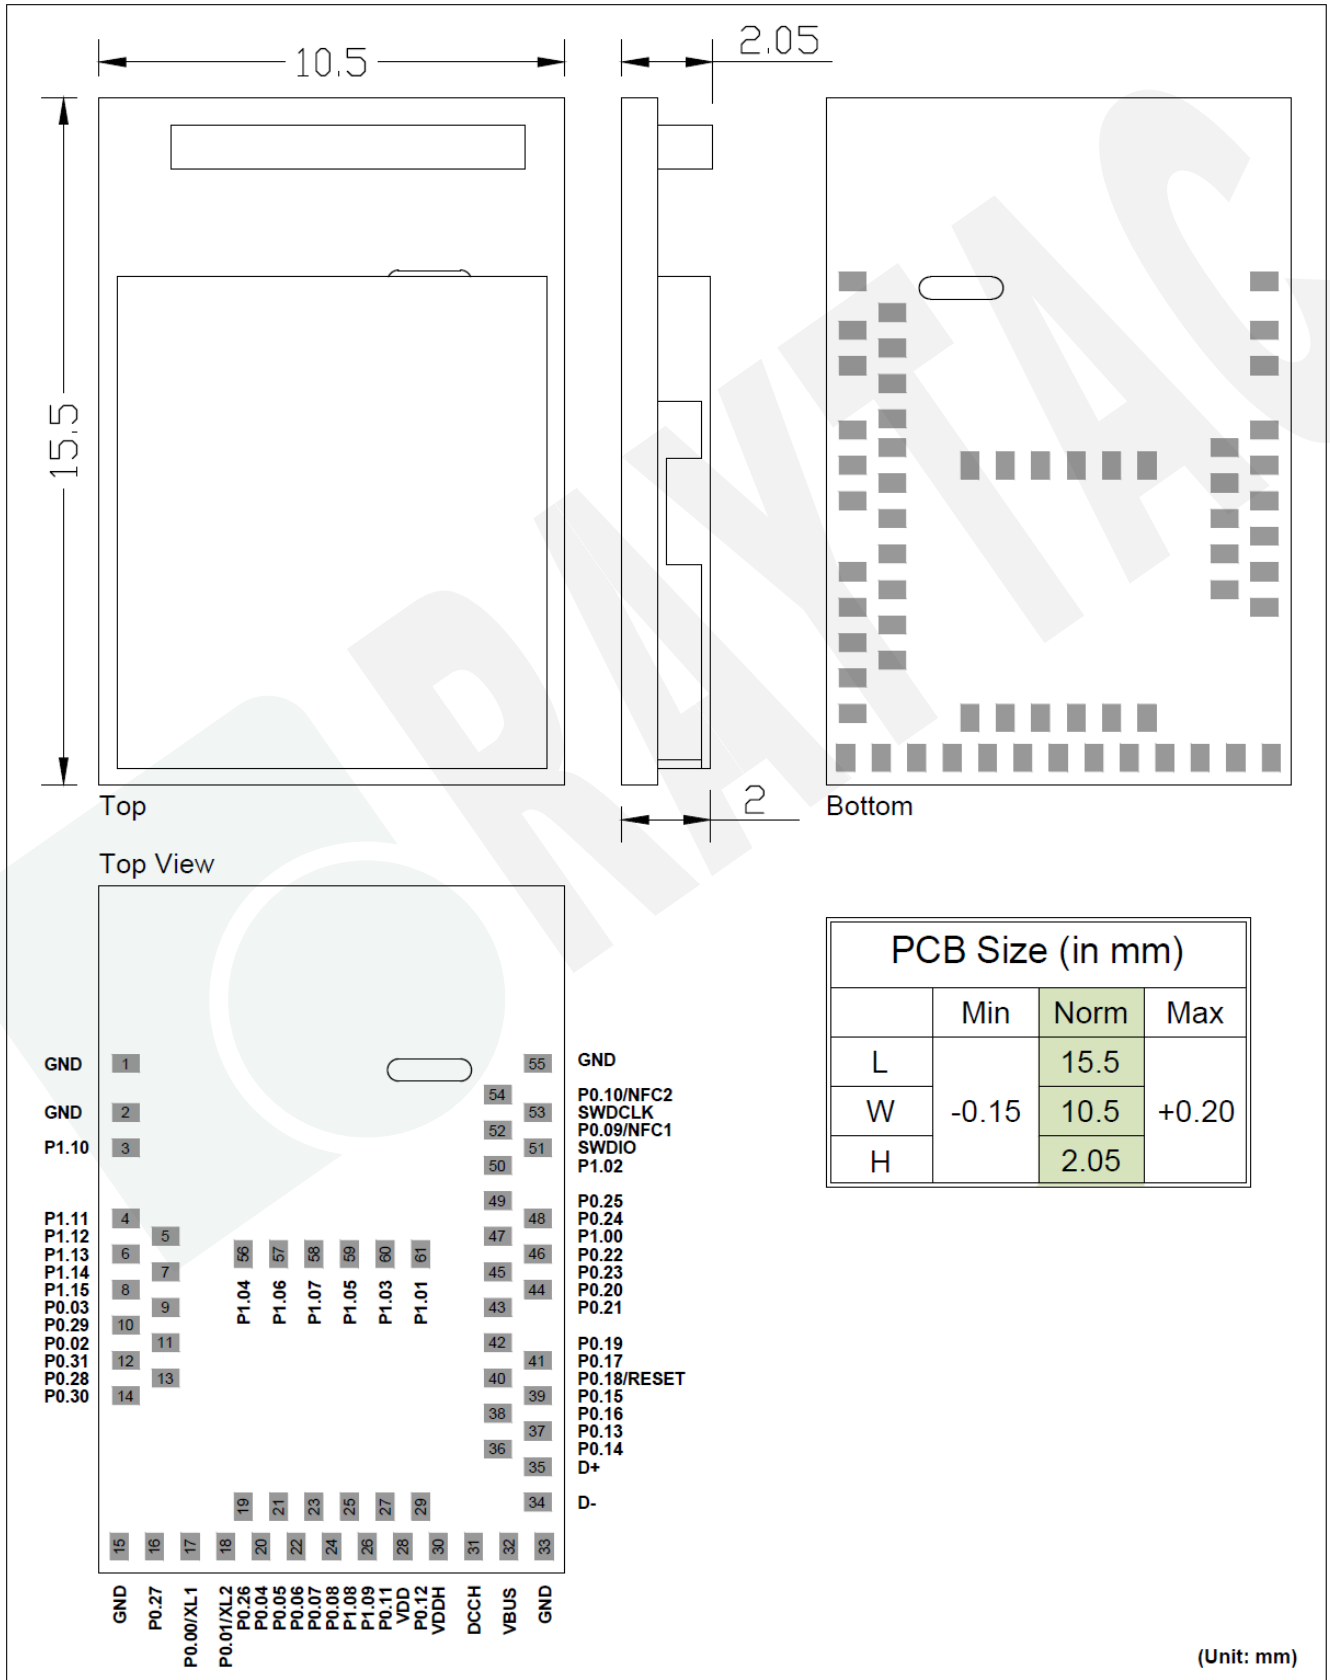 10.5
2.05
15.5
2
Top
Bottom
RAYTAC
Top View
PCB Size (in mm)
Min Norm Max
L 15.5
W -0.15 10.5 +0.20
H 2.05
GND 1 55 GND
54 P0.10/NFC2
GND 2 53 SWDCLK
52 P0.09/NFC1
P1.10 3 51 SWDIO
50 P1.02
49 P0.25
P1.11 4 48 P0.24
P1.12 5 47 P1.00
P1.13 6 46 P0.22
P1.14 7 45 P0.23
P1.15 8 44 P0.20
P0.03 9 43 P0.21
P0.29 10
P0.02 11 42 P0.19
P0.31 12 41 P0.17
P0.28 13 40 P0.18/RESET
P0.30 14 39 P0.15
38 P0.16
37 P0.13
36 P0.14
35 D+
34 D-
56 57 58 59 60 61
P1.04 P1.06 P1.07 P1.05 P1.03 P1.01
19 21 23 25 27 29
15 16 17 18 20 22 24 26 28 30 31 32 33
GND P0.27 P0.00/XL1 P0.01/XL2 P0.26 P0.04 P0.05 P0.06 P0.07 P0.08 P1.08 P1.09 P0.11 VDD P0.12 VDDH DCCH VBUS GND
(Unit: mm)